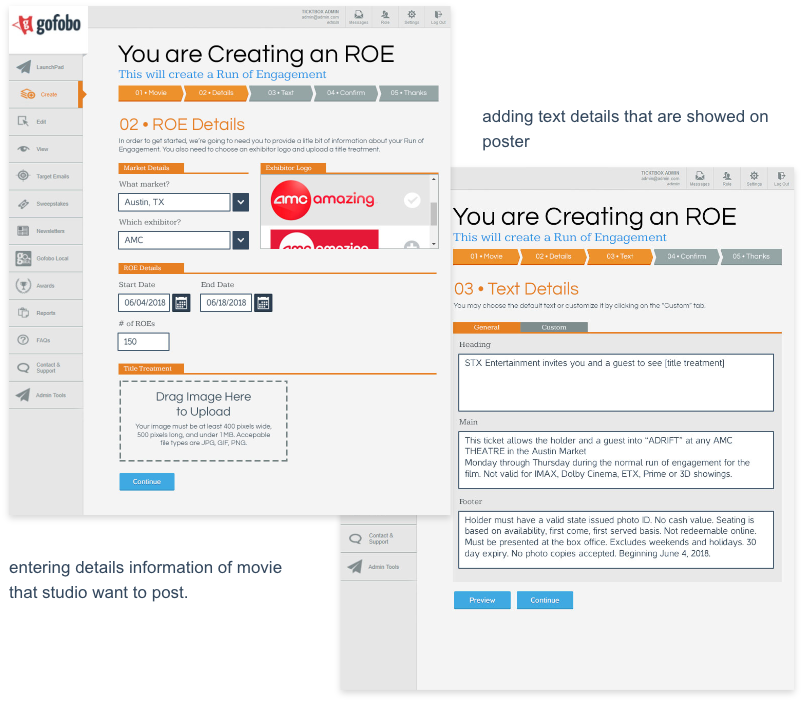 gofobo
TICKTBOX ADMIN
admin@admin.com
admin
Messages
Role
Settings
Log Out
LaunchPad
Create
Edit
View
Target Emails
Sweepstakes
Newsletters
Gofobo Local
Awards
Reports
FAQs
Contact &
Support
Admin Tools
You are Creating an ROE
This will create a Run of Engagement
01 • Movie
02 • Details
03 • Text
04 • Confirm
05 • Thanks
02 • ROE Details
In order to get started, we're going to need you to provide a litle bit of information about your Run of
Engagement. You also need to choose an exhibitor logo and upload a title treatment.
Market Details
What market?
Austin, TX
Which exhibitor?
AMC
Exhibitor Logo
amc amazing
amc amazing
ROE Details
Start Date
End Date
06/04/2018
06/18/2018
# of ROEs
150
Title Treatment
Drag Image Here
to Upload
Your image must be at least 400 pixels wide,
500 pixels long, and under 1 MB. Accepable
file types are JPG, GIF, PNG.
Continue
adding text details that are showed on
poster
TICKTBOX ADMIN
admin@admin.com
admin
Messages
Role
Settings
Log Out
You are Creating an ROE
This will create a Run of Engagement
01 • Movie
02 • Details
03 • Text
04 • Confirm
05 • Thanks
03 • Text Details
You may choose the default text or customize it by clicking on the "Custom" tab.
General
Custom
Heading
STX Entertainment invites you and a guest to see [title treatment]
Main
This ticket allows the holder and a guest into "ADRIFT" at any AMC
THEATRE in the Austin Market
Monday through Thursday during the normal run of engagement for the
film. Not valid for IMAX, Dolby Cinema, ETX, Prime or 3D showings.
Footer
Holder must have a valid state issued photo ID. No cash value. Seating is
based on availability, first come, first served basis. Not redeemable online.
Must be presented at the box office. Excludes weekends and holidays. 30
day expiry. No photo copies accepted. Beginning June 4, 2018.
Preview
Continue
Contact &
Support
Admin Tools
entering details information of movie
that studio want to post.